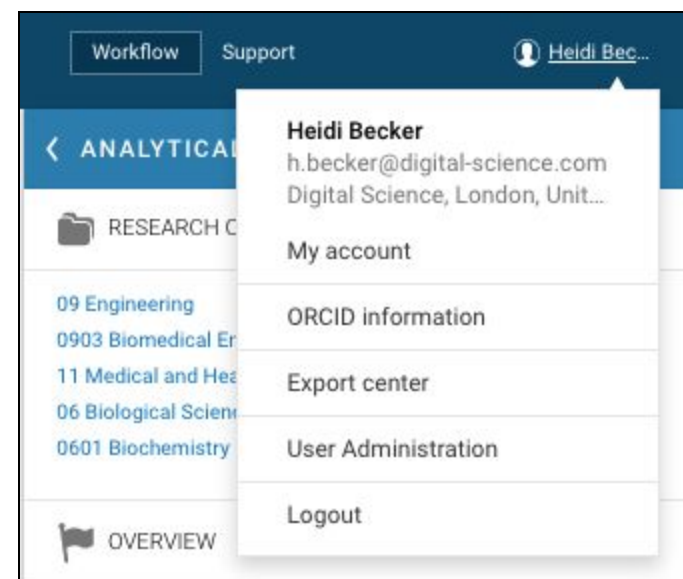 Workflow Support Heidi Bec...
Heidi Becker
h.becker@digital-science.com
Digital Science, London, Unit...
My account
ORCID information
Export center
User Administration
Logout
ANALYTICAL
RESEARCH C
09 Engineering
0903 Biomedical Er
11 Medical and Hea
06 Biological Scien
0601 Biochemistry
OVERVIEW